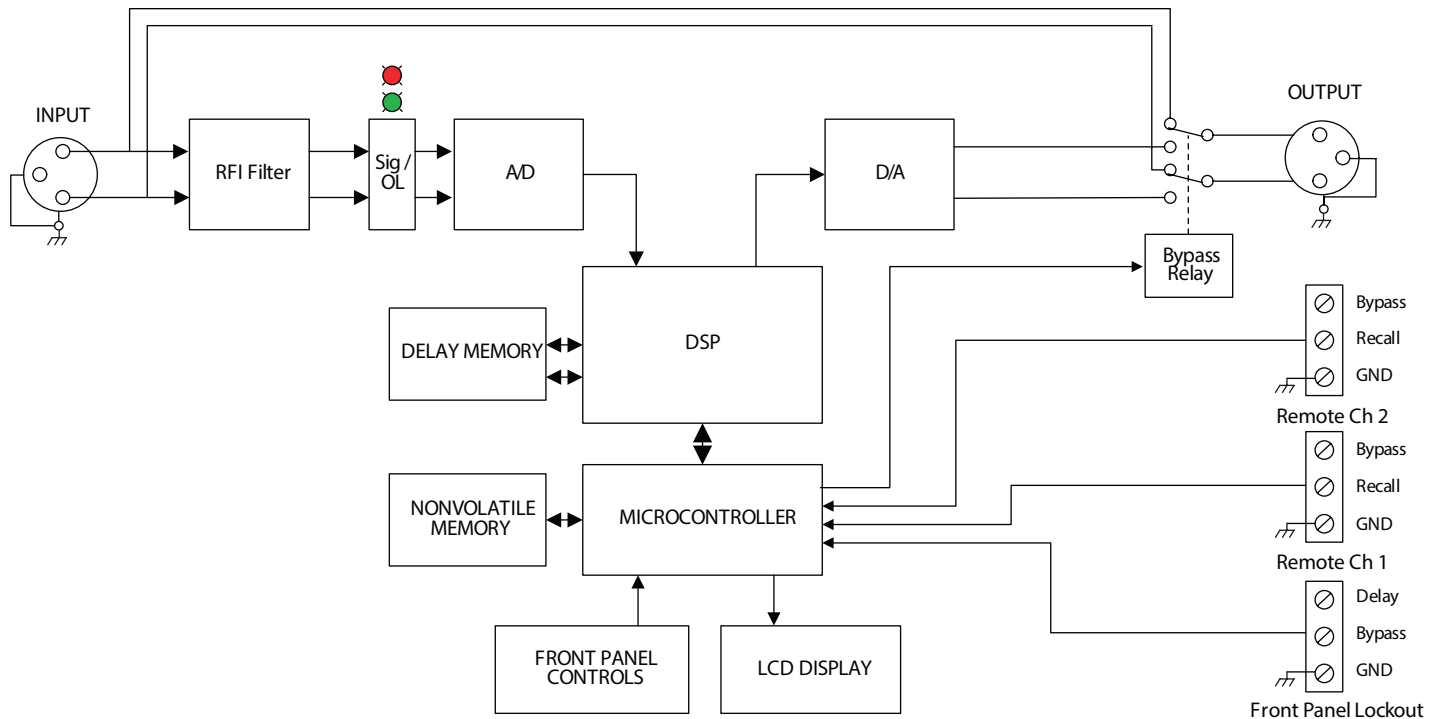 INPUT
RFI Filter
Sig /
OL
A/D
D/A
OUTPUT
Bypass
Relay
DELAY MEMORY
DSP
Bypass
Recall
GND
Remote Ch 2
NONVOLATILE
MEMORY
MICROCONTROLLER
Bypass
Recall
GND
Remote Ch 1
FRONT PANEL
CONTROLS
LCD DISPLAY
Delay
Bypass
GND
Front Panel Lockout